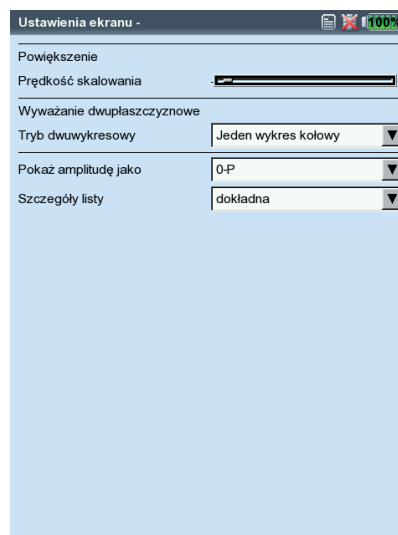 Ustawienia ekranu -
100%
Powiększenie
Prędkość skalowania
Wyważanie dwupłaszczyznowe
Tryb dwuwykresowy Jeden wykres kołowy
Pokaż amplitudę jako 0-P
Szczegóły listy dokładna